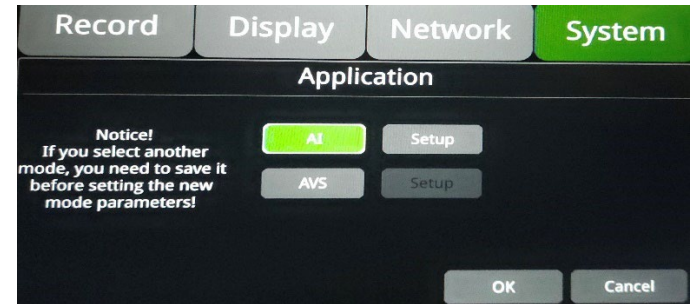 Record Display Network System
Application
Notice!
If you select another
mode, you need to save it
before setting the new
mode parameters!
AI Setup
AVS Setup
OK Cancel